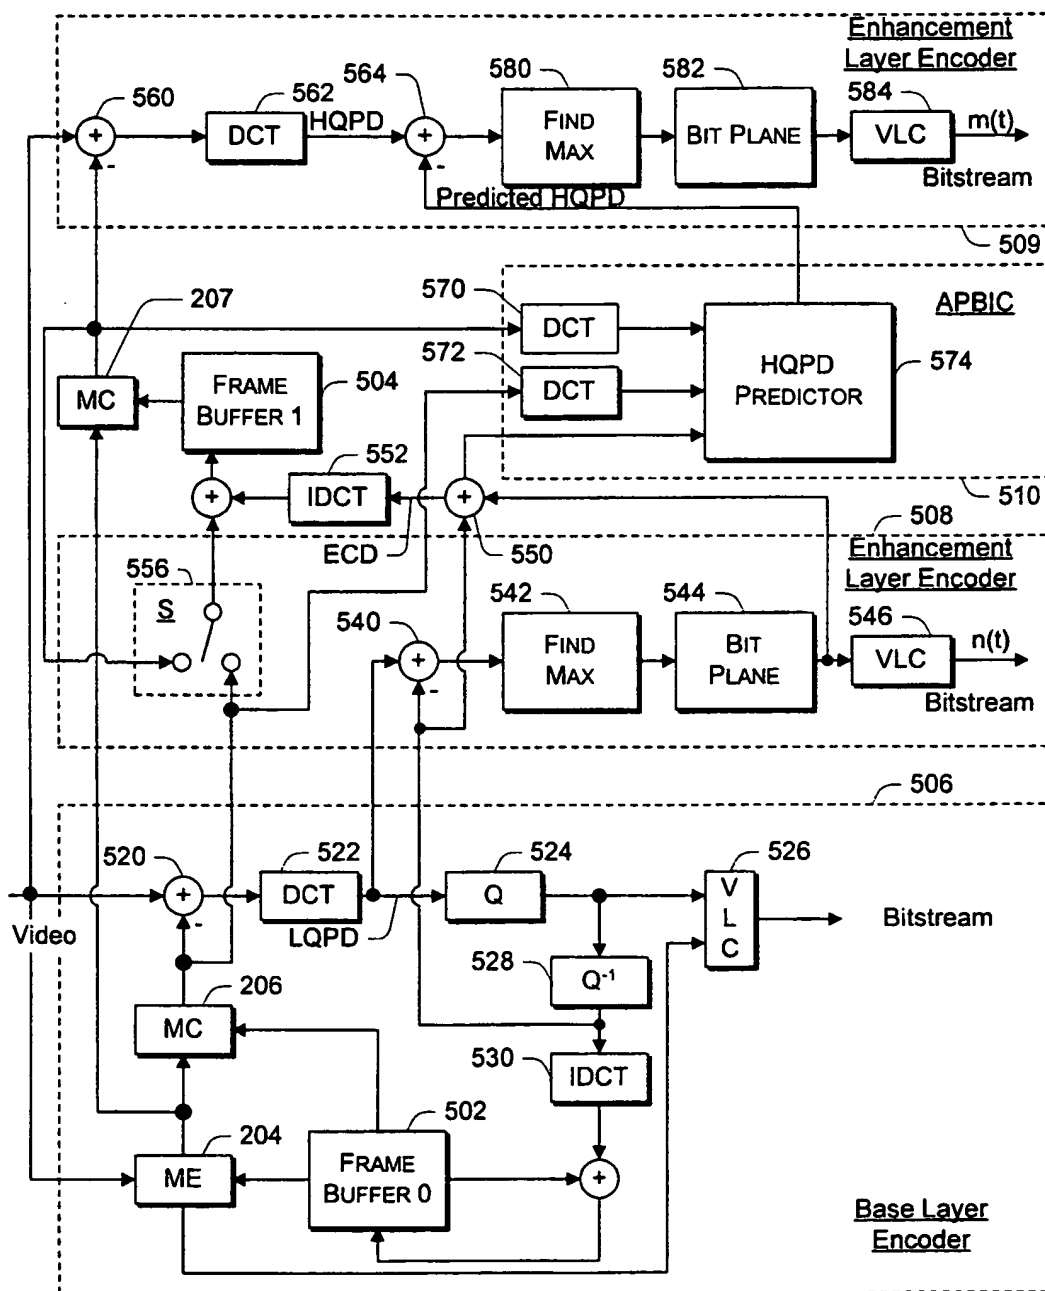 Enhancement
Layer Encoder
560
562
564
580
582
584
+
DCT
HQPD
+
FIND
MAX
BIT PLANE
VLC
m(t)
Bitstream
-
-
Predicted HQPD
509
207
570
APBIC
DCT
572
DCT
HQPD
PREDICTOR
574
MC
FRAME
BUFFER 1
504
552
+
IDCT
+
510
ECD
550
508
Enhancement
Layer Encoder
556
S
542
544
546
540
+
-
FIND
MAX
BIT
PLANE
VLC
n(t)
Bitstream
506
520
522
524
526
+
-
DCT
Q
V
L
C
Bitstream
Video
LQPD
528
Q-1
206
MC
530
IDCT
502
204
ME
FRAME
BUFFER 0
+
Base Layer
Encoder